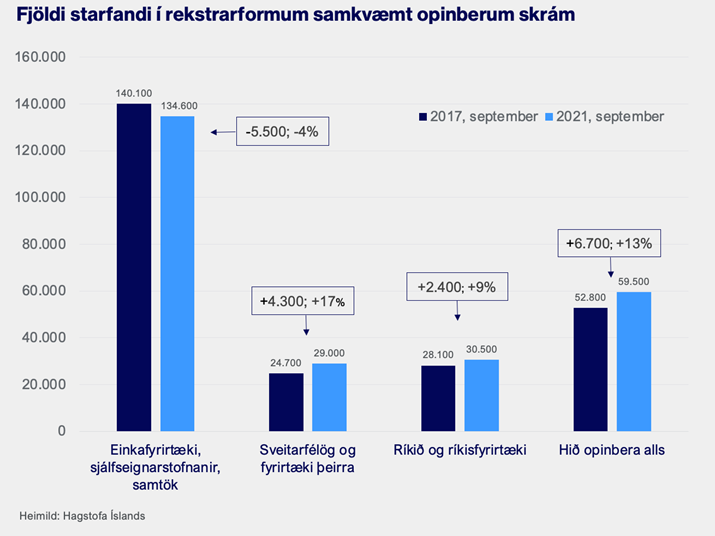 Fjöldi starfandi í rekstrarformum samkvæmt opinberum skrám
160.000
140.000
120.000
100.000
80.000
60.000
40.000
20.000
0
2017, september
2021, september
140.100
134.600
-5.500; -4%
24.700
29.000
+4.300; +17%
28.100
30.500
+2.400; +9%
52.800
59.500
+6.700; +13%
Einkafyrirtæki,
sjálfseignarstofnanir,
samtök
Sveitarfélög og
fyrirtæki þeirra
Ríkið og ríkisfyrirtæki
Hið opinbera alls
Heimild: Hagstofa Íslands